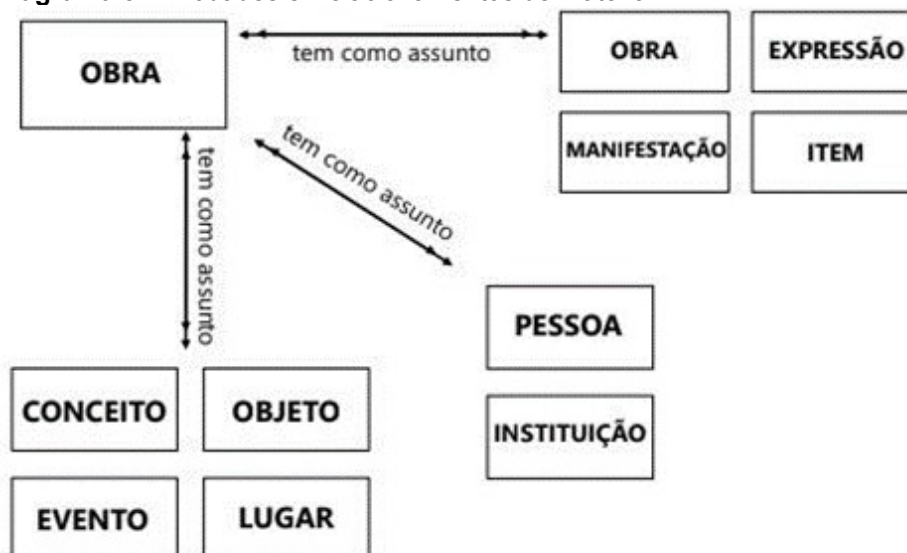 OBRA
tem como assunto
OBRA
EXPRESSÃO
MANIFESTAÇÃO
ITEM
tem como assunto
tem como assunto
PESSOA
INSTITUIÇÃO
CONCEITO
OBJETO
EVENTO
LUGAR